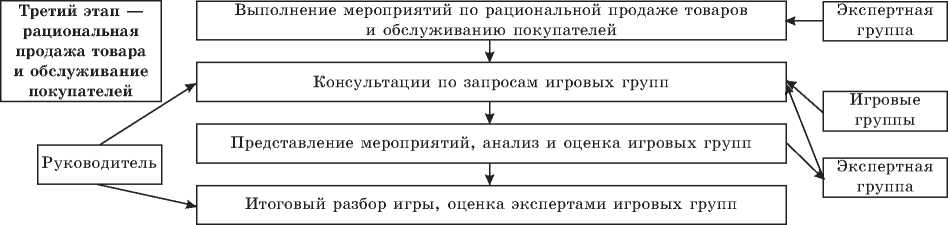 Третий этап —
рациональная
продажа товара
и обслуживание
покупателей
Выполнение мероприятий по рациональной продаже товаров
и обслуживанию покупателей
Экспертная
группа
Консультации по запросам игровых групп
Игровые
группы
Руководитель
Представление мероприятий, анализ и оценка игровых групп
Экспертная
группа
Итоговый разбор игры, оценка экспертами игровых групп